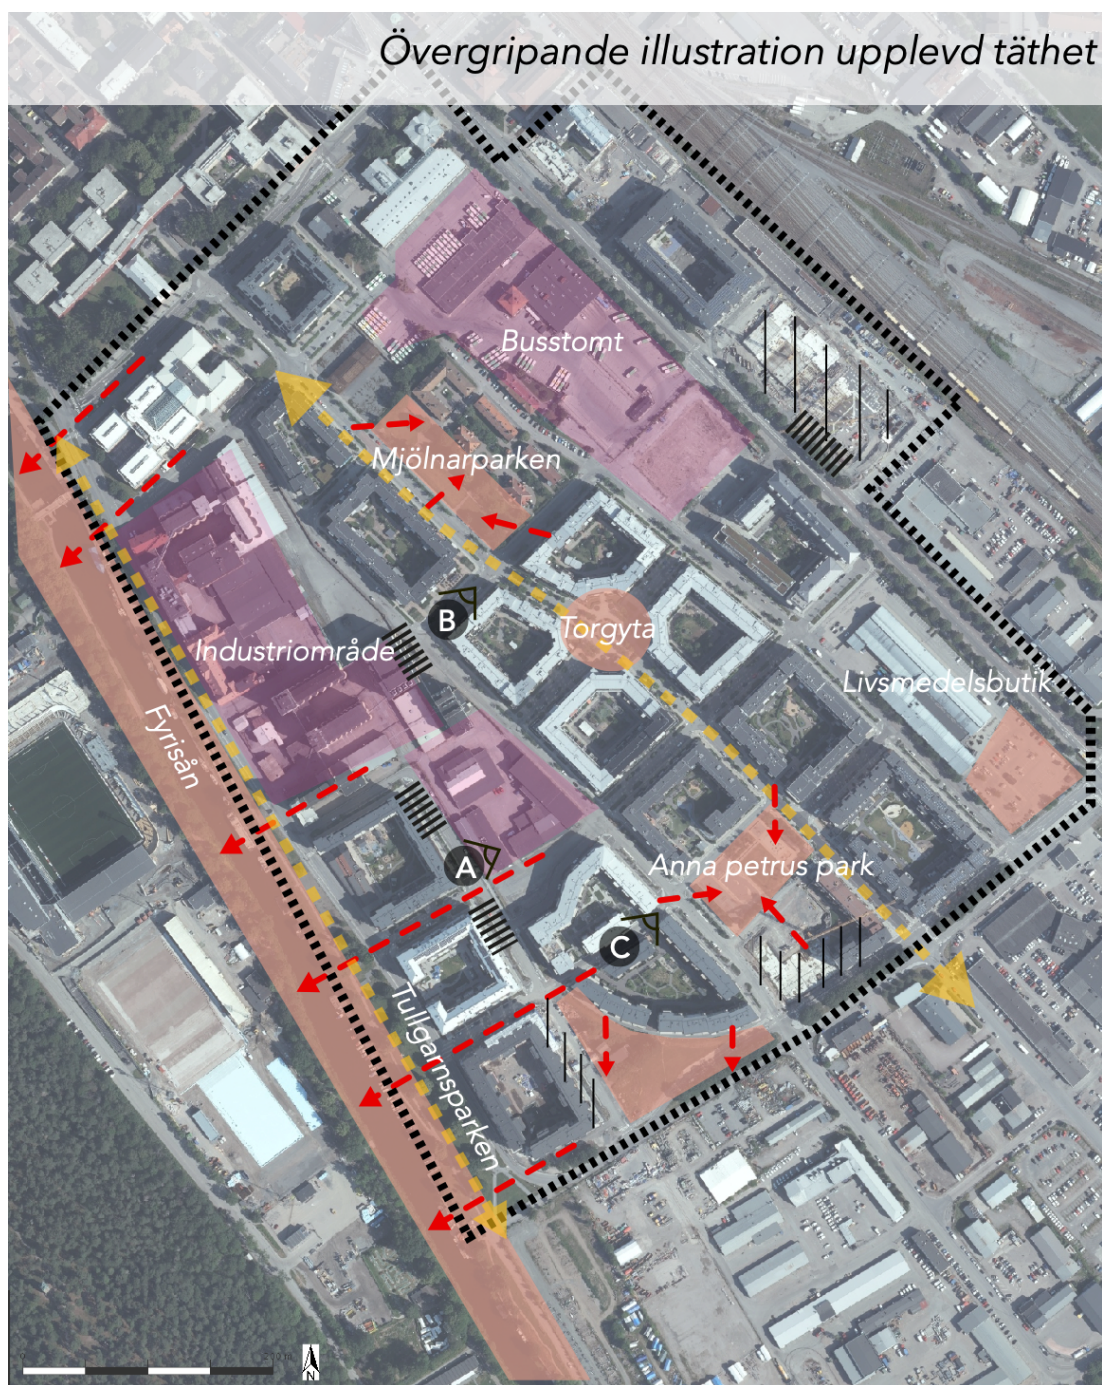 Övergripande illustration upplevd täthet
Busstomt
Mjölnarparken
B
Torgyta
Industriområde
Livsmedelsbutik
Fyrisån
A
Anna petrus park
C
Tullgarnsparken
N